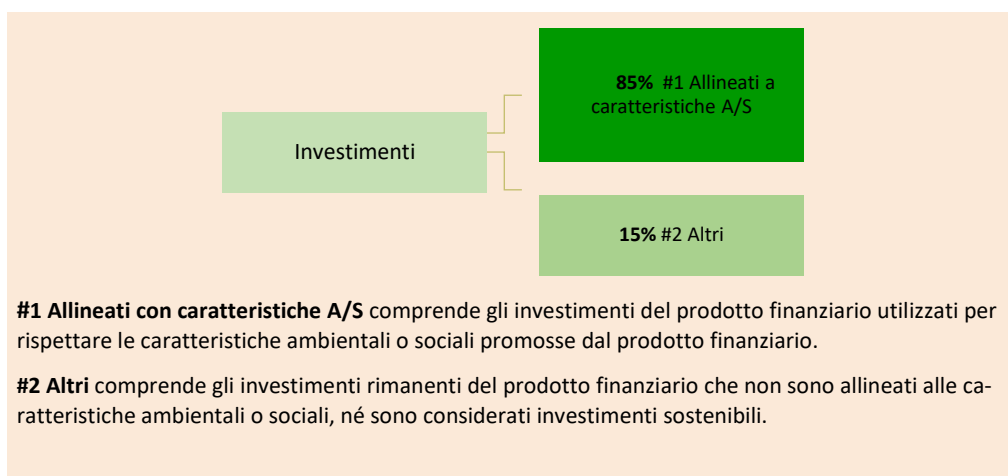 85% #1 Allineati a
caratteristiche A/S
Investimenti
15% #2 Altri
#1 Allineati con caratteristiche A/S comprende gli investimenti del prodotto finanziario utilizzati per
rispettare le caratteristiche ambientali o sociali promosse dal prodotto finanziario.
#2 Altri comprende gli investimenti rimanenti del prodotto finanziario che non sono allineati alle ca-
ratteristiche ambientali o sociali, né sono considerati investimenti sostenibili.